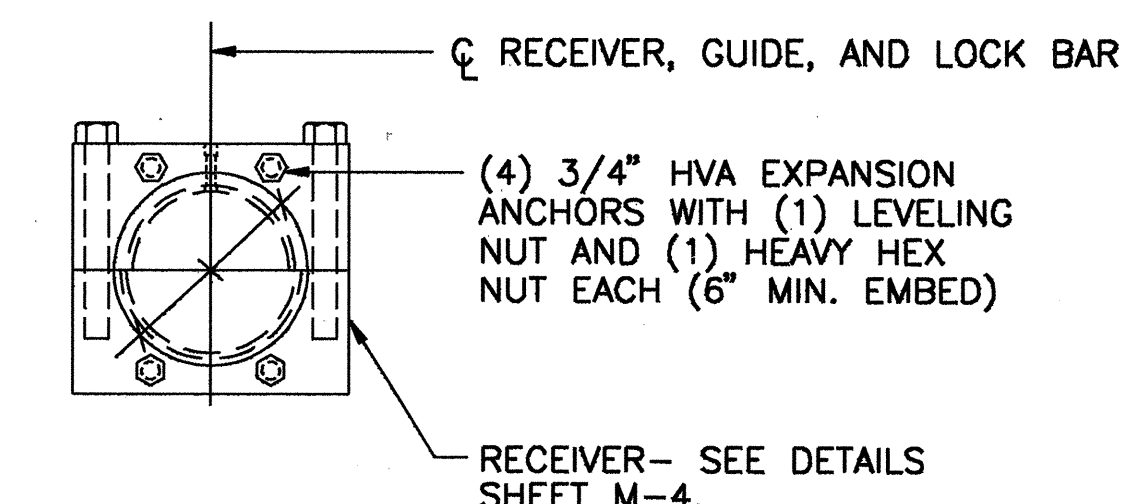 ℄ RECEIVER, GUIDE, AND LOCK BAR
(4) 3/4" HVA EXPANSION
ANCHORS WITH (1) LEVELING
NUT AND (1) HEAVY HEX
NUT EACH (6" MIN. EMBED)
RECEIVER- SEE DETAILS
SHEET M-4.